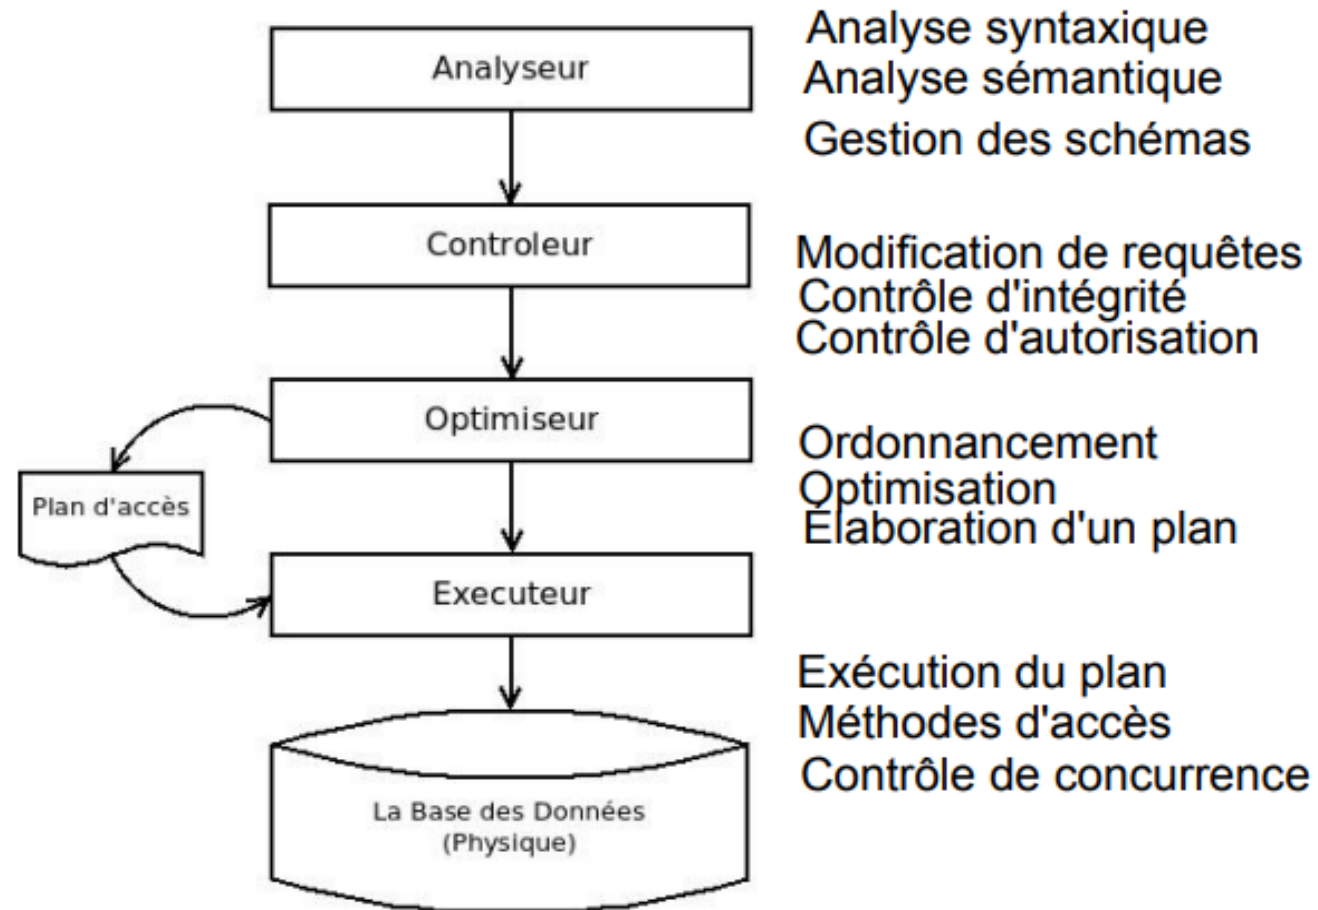 Analyseur
Analyse syntaxique
Analyse sémantique
Gestion des schémas
Controleur
Modification de requêtes
Contrôle d'intégrité
Contrôle d'autorisation
Optimiseur
Ordonnancement
Optimisation
Élaboration d'un plan
Plan d'accès
Executeur
Exécution du plan
Méthodes d'accès
Contrôle de concurrence
La Base des Données
(Physique)